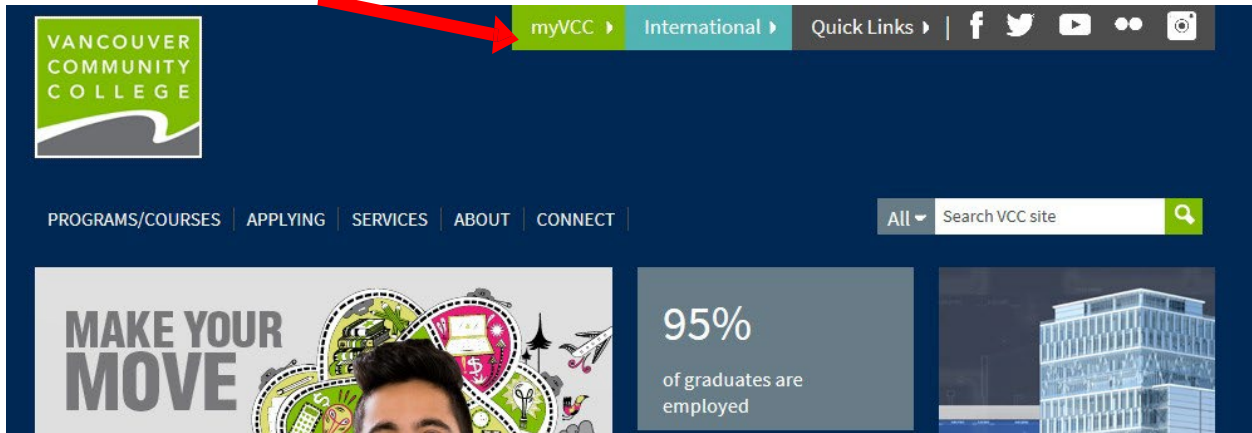 VANCOUVER
COMMUNITY
COLLEGE
myVCC
International
Quick Links
|
PROGRAMS/COURSES | APPLYING | SERVICES | ABOUT | CONNECT |
All
Search VCC site
MAKE YOUR
MOVE
95%
of graduates are
employed